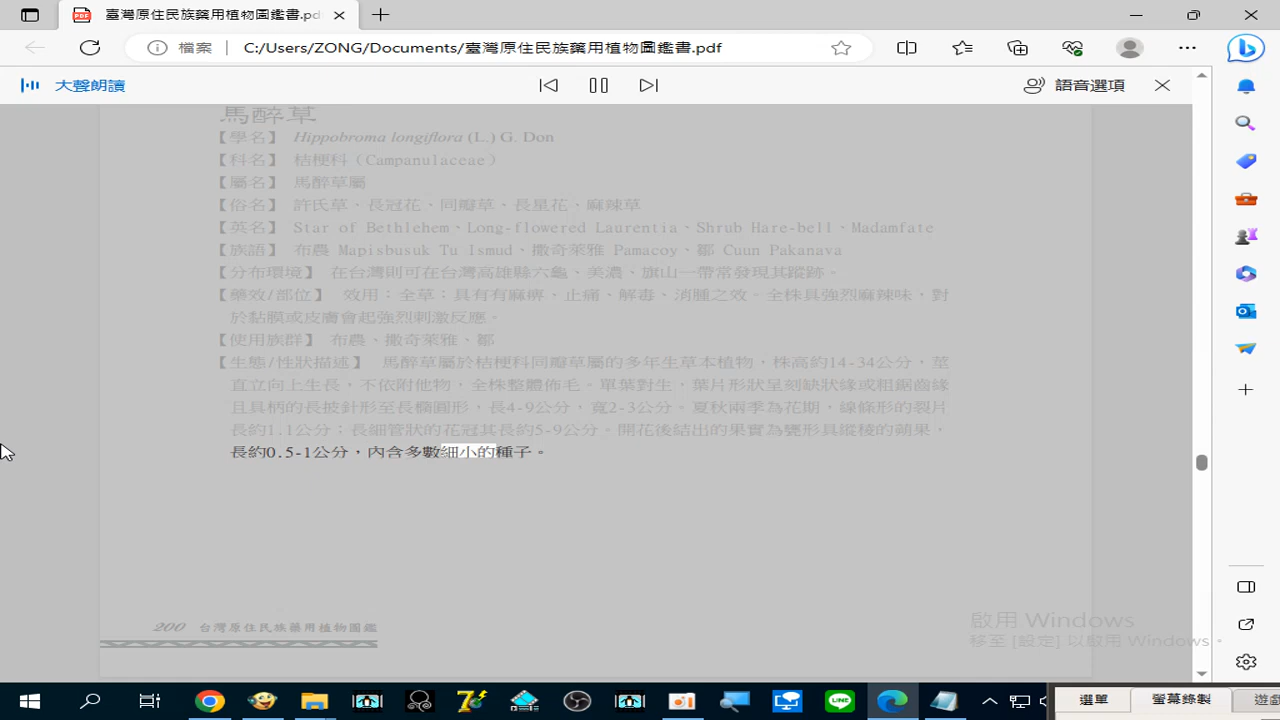 臺灣原住民族藥用植物圖鑑書.pdf
檔案 C:/Users/ZONG/Documents/臺灣原住民族藥用植物圖鑑書.pdf
大聲朗讀 語音選項
馬醉草
【學名】 Hippobroma longiflora (L.) G. Don
【科名】 桔梗科（Campanulaceae）
【屬名】 馬醉草屬
【俗名】 許氏草、長冠花、同瓣草、長星花、麻辣草
【英名】 Star of Bethlehem、Long-flowered Laurentia、Shrub Hare-bell、Madamfate
【族語】 布農 Mapisbusuk Tu Ismud、撒奇萊雅 Pamacoy、鄒 Cuun Pakanava
【分布環境】 在台灣則可在台灣高雄縣六龜、美濃、旗山一帶常發現其蹤跡。
【藥效/部位】 效用：全草：具有有麻痹、止痛、解毒、消腫之效。全株具強烈麻辣味，對
於黏膜或皮膚會起強烈刺激反應。
【使用族群】 布農、撒奇萊雅、鄒
【生態/性狀描述】 馬醉草屬於桔梗科同瓣草屬的多年生草本植物，株高約14-34公分，莖
直立向上生長，不依附他物，全株整體佈毛。單葉對生，葉片形狀呈刻缺狀緣或粗鋸齒緣
且具柄的長披針形至長橢圓形，長4-9公分，寬2-3公分。夏秋兩季為花期，線條形的裂片
長約1.1公分；長細管狀的花冠其長約5-9公分。開花後結出的果實為甕形具縱稜的蒴果，
長約0.5-1公分，內含多數細小的種子。
200 台灣原住民族藥用植物圖鑑
啟用 Windows
移至 [設定] 以啟用 Windows。
選單 螢幕錄製